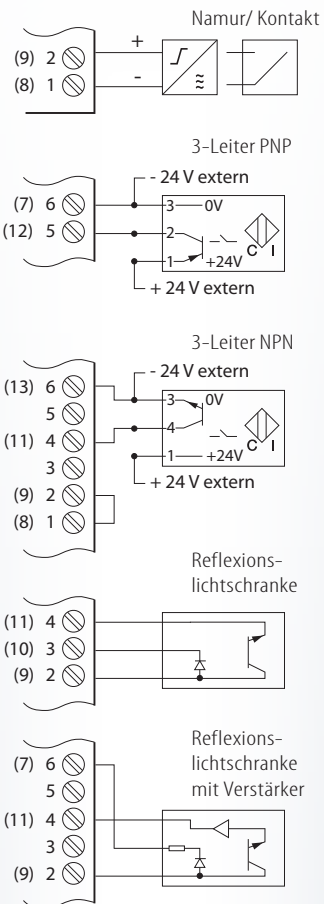 Namur/ Kontakt
+
(9) 2
-
(8) 1
3-Leiter PNP
- 24 V extern
(7) 6
3 0V
(12) 5
2
1 +24V
C I
+ 24 V extern
3-Leiter NPN
- 24 V extern
(13) 6
3 0V
5
(11) 4
4
3
1 +24V
C I
(9) 2
+ 24 V extern
(8) 1
Reflexions-
lichtschranke
(11) 4
(10) 3
(9) 2
Reflexions-
lichtschranke
mit Verstärker
(7) 6
5
(11) 4
3
(9) 2